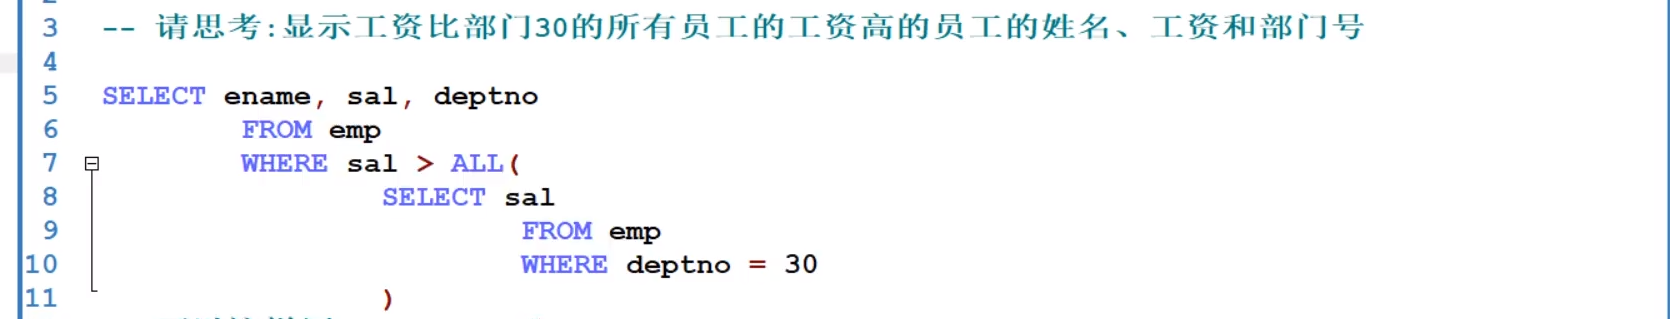 3 -- 请思考:显示工资比部门30的所有员工的工资高的员工的姓名、工资和部门号
4
5 SELECT ename, sal, deptno
6 FROM emp
7 WHERE sal > ALL(
8 SELECT sal
9 FROM emp
10 WHERE deptno = 30
11 )